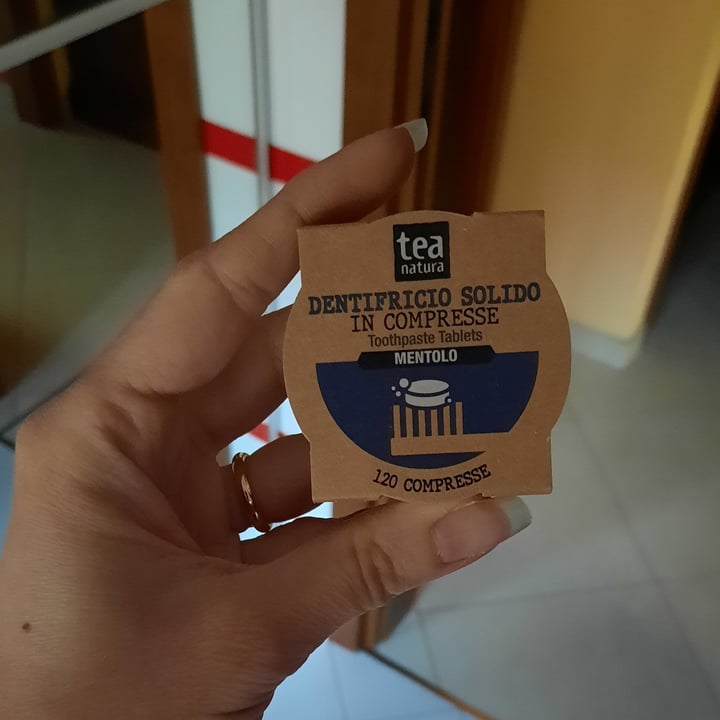 tea
natura
DENTIFRICIO SOLIDO
IN COMPRESSE
Toothpaste Tablets
MENTOLO
120 COMPRESSE